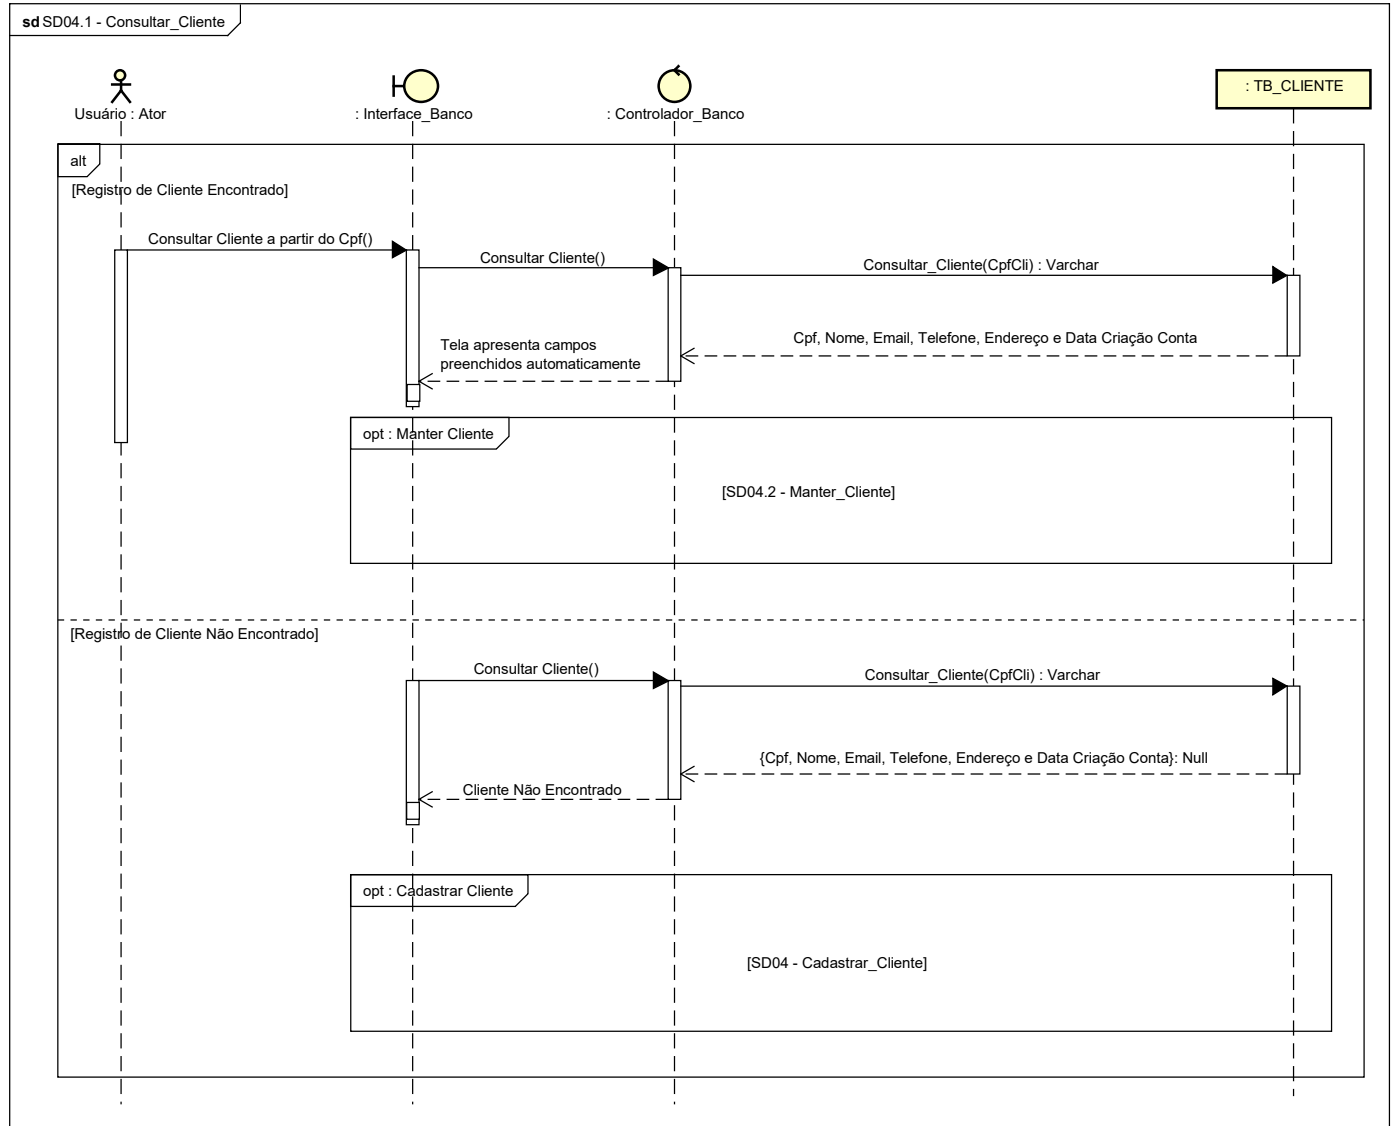 sd SD04.1 - Consultar_Cliente
Usuário : Ator
: Interface_Banco
: Controlador_Banco
: TB_CLIENTE
alt
[Registro de Cliente Encontrado]
Consultar Cliente a partir do Cpf()
Consultar Cliente()
Consultar_Cliente(CpfCli) : Varchar
Cpf, Nome, Email, Telefone, Endereço e Data Criação Conta
Tela apresenta campos
preenchidos automaticamente
opt : Manter Cliente
[SD04.2 - Manter_Cliente]
[Registro de Cliente Não Encontrado]
Consultar Cliente()
Consultar_Cliente(CpfCli) : Varchar
{Cpf, Nome, Email, Telefone, Endereço e Data Criação Conta}: Null
Cliente Não Encontrado
opt : Cadastrar Cliente
[SD04 - Cadastrar_Cliente]